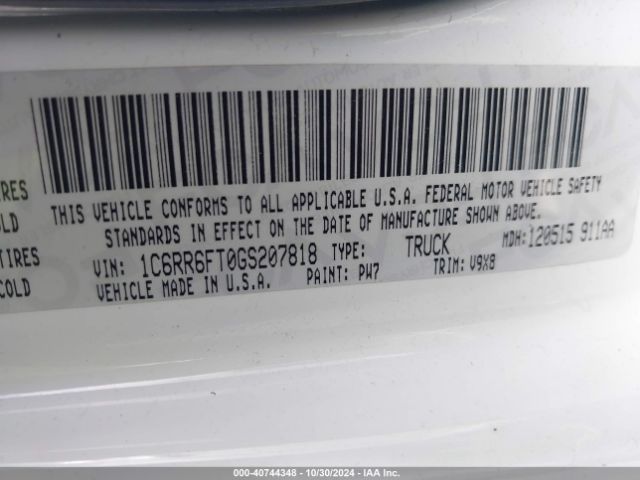 THIS VEHICLE CONFORMS TO ALL APPLICABLE U.S.A. FEDERAL MOTOR VEHICLE SAFETY
STANDARDS IN EFFECT ON THE DATE OF MANUFACTURE SHOWN ABOVE.
VIN: 1C6RR6FT0GS207818 TYPE: TRUCK MDH: 120515 911AA
VEHICLE MADE IN U.S.A. PAINT: PW7 TRIM: V9X8
IRES
OLD
TIRES
COLD
000-40744348 | 10/30/2024 | IAA Inc.